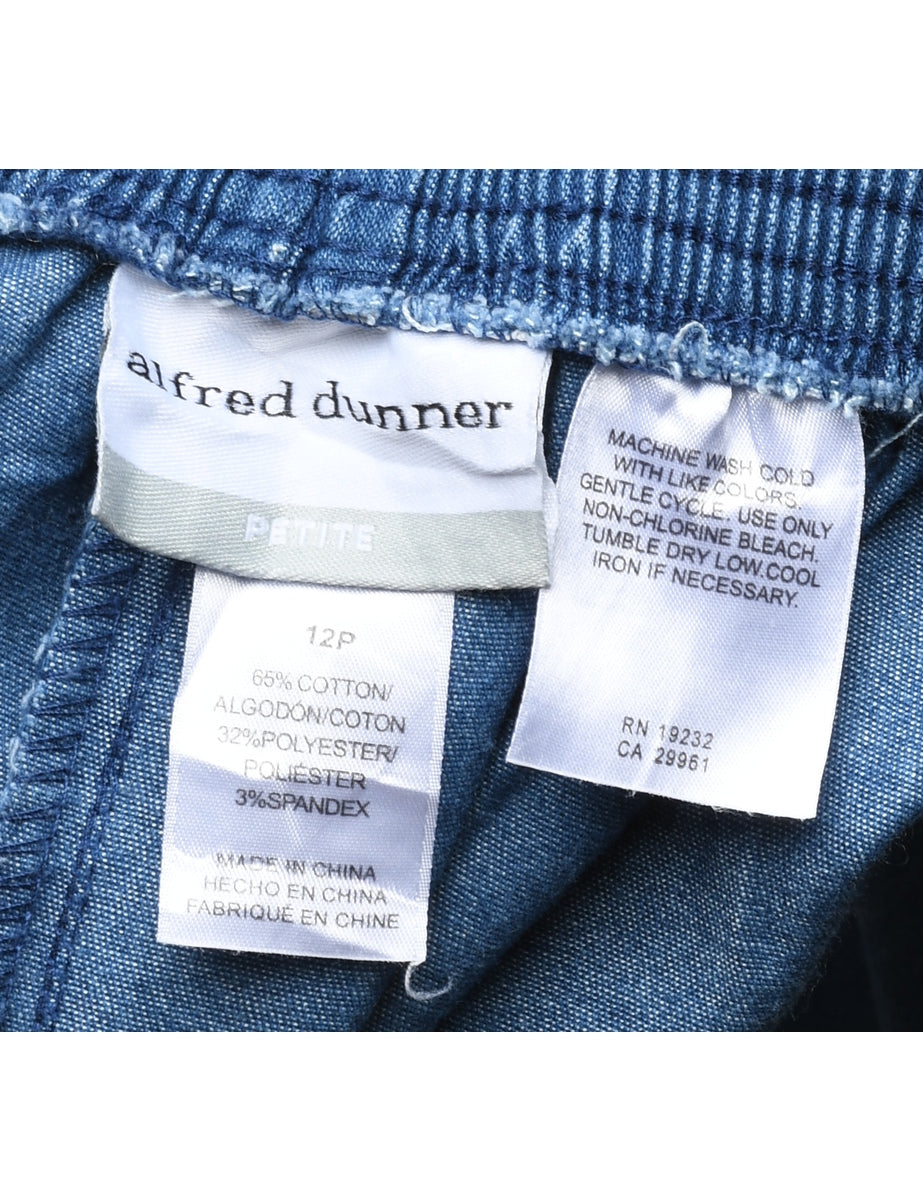 alfred dunner
PETITE
12P
65% COTTON/
ALGODÓN/COTON
32%POLYESTER/
POLIÉSTER
3%SPANDEX
MADE IN CHINA
HECHO EN CHINA
FABRIQUÉ EN CHINE
MACHINE WASH COLD
WITH LIKE COLORS.
GENTLE CYCLE. USE ONLY
NON-CHLORINE BLEACH.
TUMBLE DRY LOW.COOL
IRON IF NECESSARY.
RN 19232
CA 29961